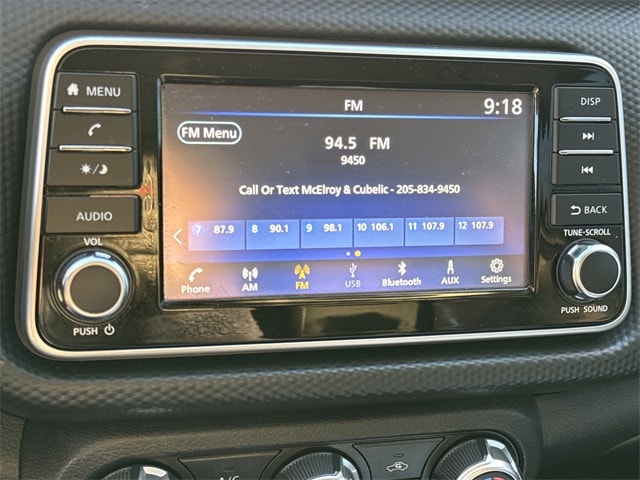 MENU
DISP
FM
9:18
FM Menu
94.5 FM
9450
Call Or Text McElroy & Cubelic - 205-834-9450
AUDIO
BACK
7 87.9 8 90.1 9 98.1 10 106.1 11 107.9 12 107.9
VOL
TUNE-SCROLL
Phone AM FM USB Bluetooth AUX Settings
PUSH
PUSH SOUND
A/C